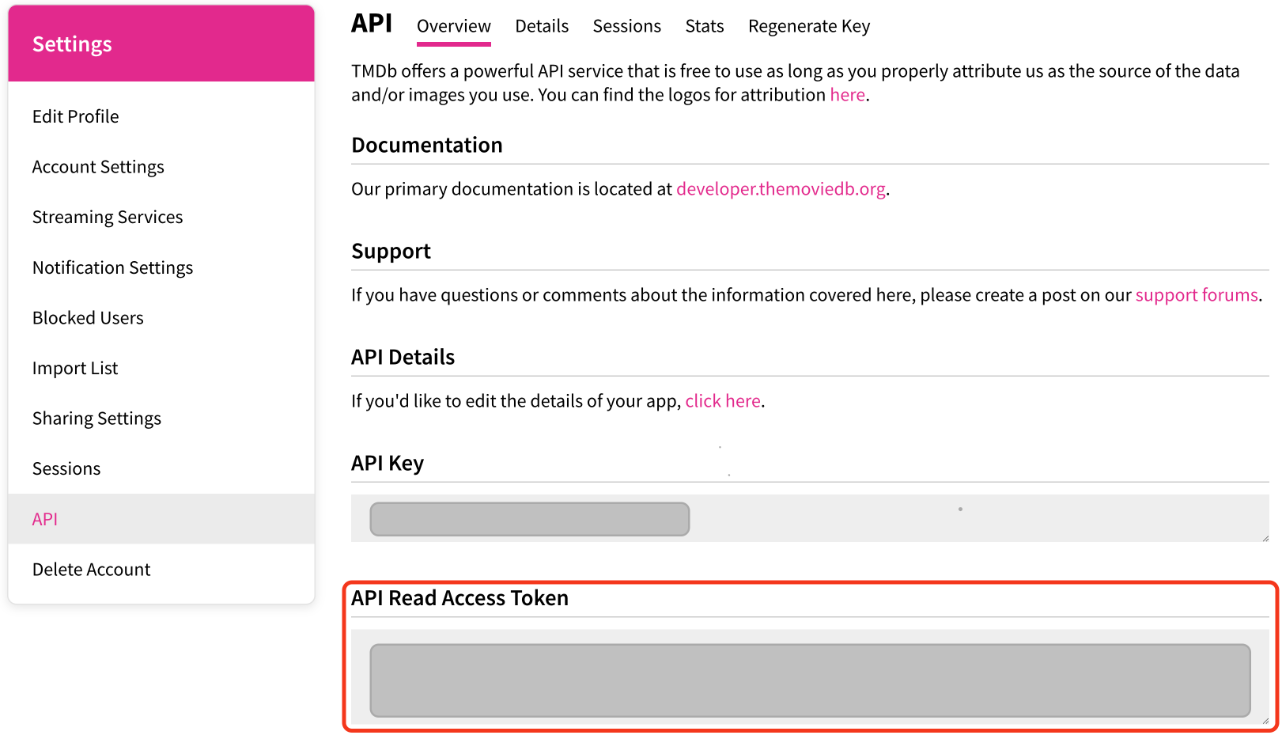 Settings
Edit Profile
Account Settings
Streaming Services
Notification Settings
Blocked Users
Import List
Sharing Settings
Sessions
API
Delete Account
API Overview Details Sessions Stats Regenerate Key
TMDb offers a powerful API service that is free to use as long as you properly attribute us as the source of the data
and/or images you use. You can find the logos for attribution here.
Documentation
Our primary documentation is located at developer.themoviedb.org.
Support
If you have questions or comments about the information covered here, please create a post on our support forums.
API Details
If you'd like to edit the details of your app, click here.
API Key
API Read Access Token